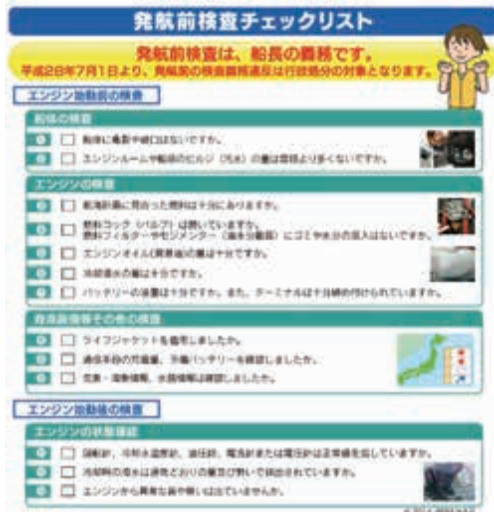 発航前検査チェックリスト
発航前検査は、船長の義務です。
平成28年7月1日より、発航前の検査義務違反は行政処分の対象となります。
エンジン始動前の検査
船体の検査
船体に亀裂や破口はないですか。
エンジンルームや船底のビルジ(汚水)の量は普段より多くないですか。
エンジンの検査
航海計画に見合った燃料は十分にありますか。
燃料コック(バルブ)は開いていますか。
燃料フィルターやセジメンター(油水分離器)にゴミや水分の混入はないですか。
エンジンオイル(潤滑油)の量は十分ですか。
冷却清水の量は十分ですか。
バッテリーの液量は十分ですか。また、ターミナルは十分締め付けられていますか。
その他の検査
ライフジャケットを着用しましたか。
通信手段の充電量、予備バッテリーを確認しましたか。
気象・海象情報、水路情報は確認しましたか。
エンジン始動後の検査
エンジンの状態確認
回転計、冷却水温度計、油圧計、電流計または電圧計は正常値を指していますか。
冷却時の海水は通常どおりの量及び勢いで排出されていますか。
エンジンから異常な音や臭いは出ていませんか。